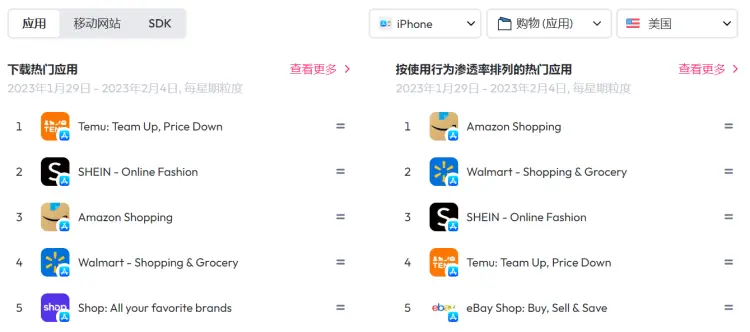 应用 移动网站 SDK iPhone 购物 (应用) 美国
下载热门应用 查看更多
2023年1月29日 - 2023年2月4日, 每星期粒度
1 TEMU Temu: Team Up, Price Down =
2 S SHEIN - Online Fashion =
3 Amazon Shopping =
4 Walmart - Shopping & Grocery =
5 shop Shop: All your favorite brands =
按使用行为渗透率排列的热门应用 查看更多
2023年1月29日 - 2023年2月4日, 每星期粒度
1 Amazon Shopping =
2 Walmart - Shopping & Grocery =
3 S SHEIN - Online Fashion =
4 TEMU Temu: Team Up, Price Down =
5 ebay eBay Shop: Buy, Sell & Save =